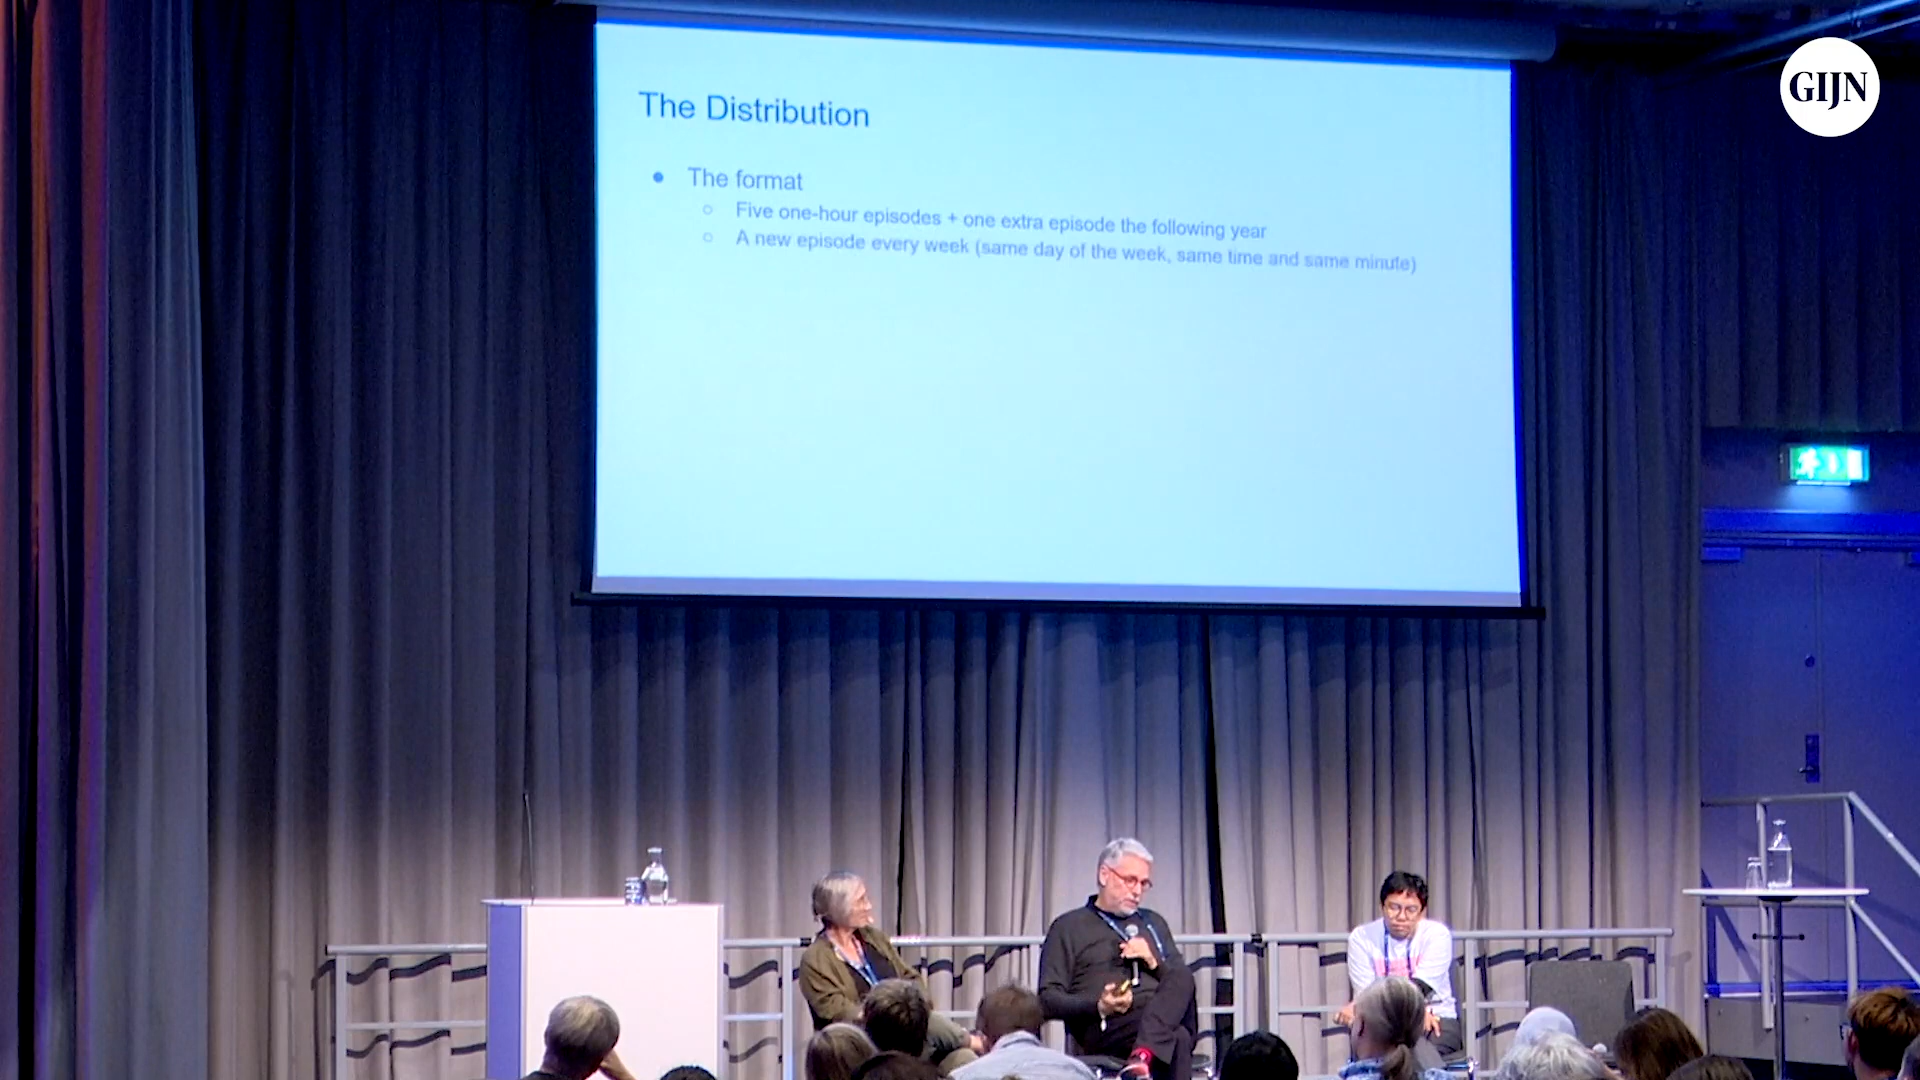 GIJN
The Distribution
● The format
○ Five one-hour episodes + one extra episode the following year
○ A new episode every week (same day of the week, same time and same minute)